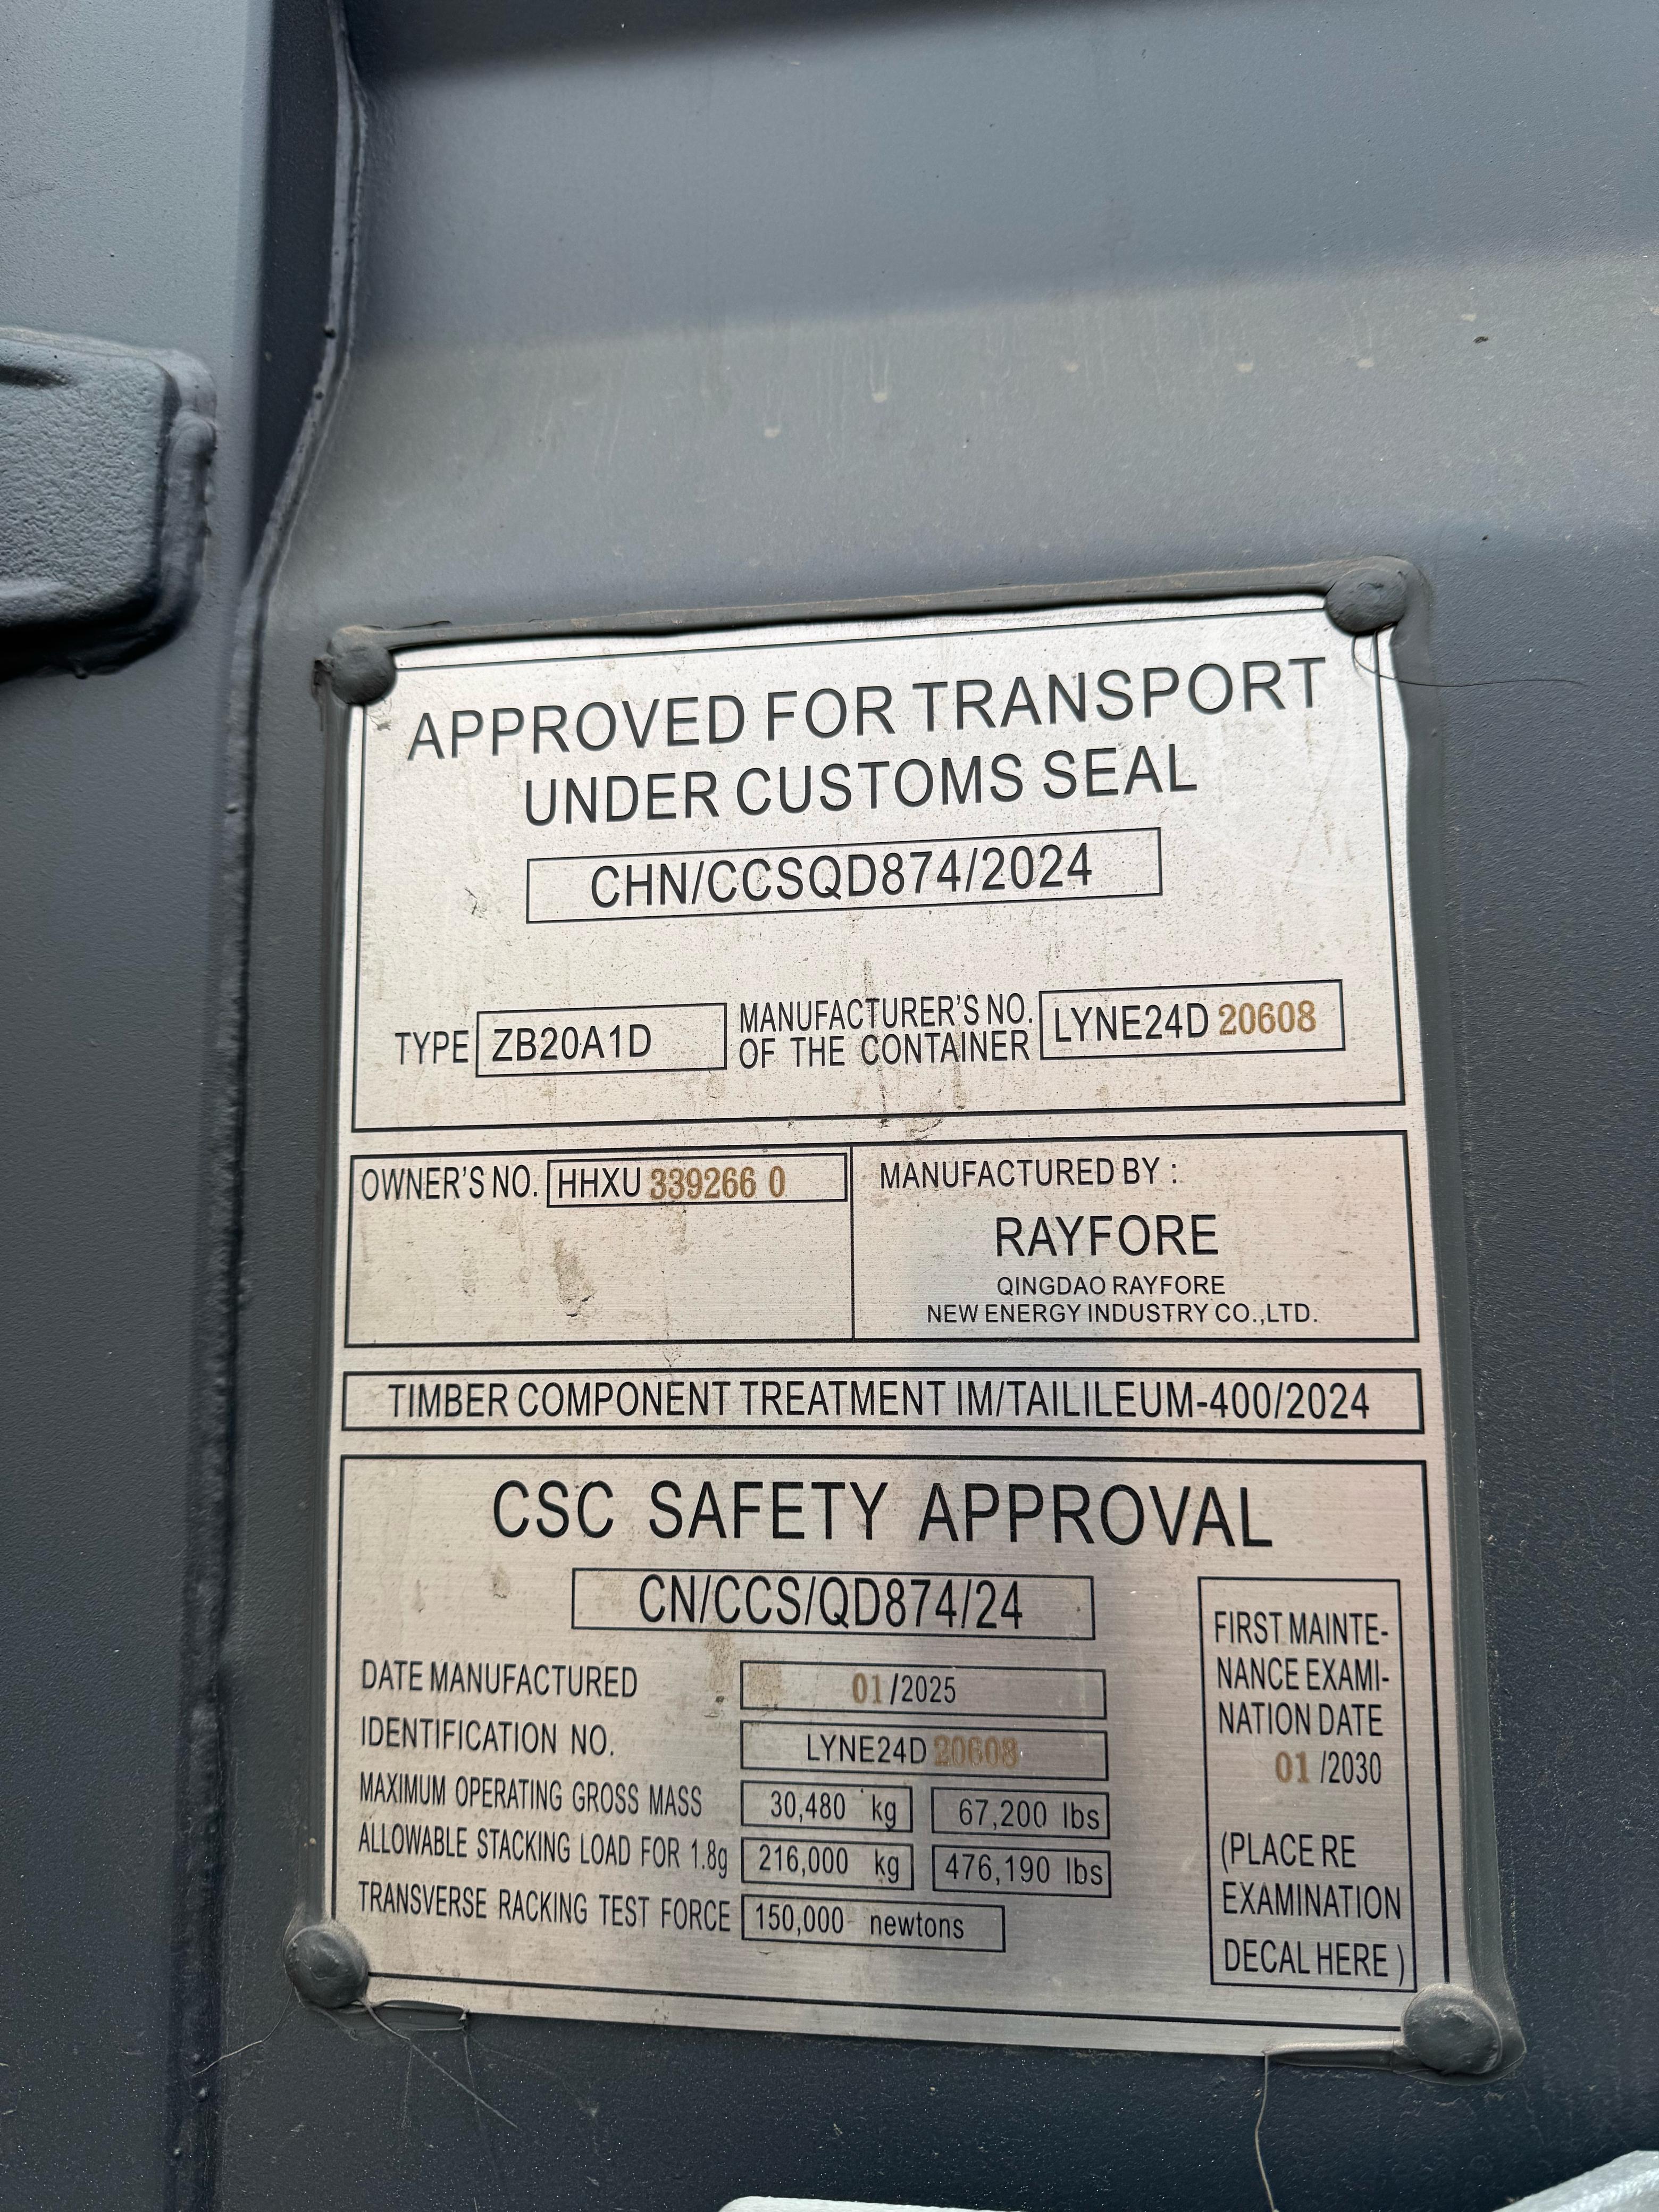 APPROVED FOR TRANSPORT
UNDER CUSTOMS SEAL
CHN/CCSQD874/2024
TYPE ZB20A1D
MANUFACTURER'S NO.
OF THE CONTAINER
LYNE24D 20608
OWNER'S NO. HHXU 339266 0
MANUFACTURED BY :
RAYFORE
QINGDAO RAYFORE
NEW ENERGY INDUSTRY CO.,LTD.
TIMBER COMPONENT TREATMENT IM/TAILILEUM-400/2024
CSC SAFETY APPROVAL
CN/CCS/QD874/24
DATE MANUFACTURED 01/2025
IDENTIFICATION NO. LYNE24D 20608
MAXIMUM OPERATING GROSS MASS 30,480 kg 67,200 lbs
ALLOWABLE STACKING LOAD FOR 1.8g 216,000 kg 476,190 lbs
TRANSVERSE RACKING TEST FORCE 150,000 newtons
FIRST MAINTE-
NANCE EXAMI-
NATION DATE
01 /2030
(PLACE RE
EXAMINATION
DECAL HERE )